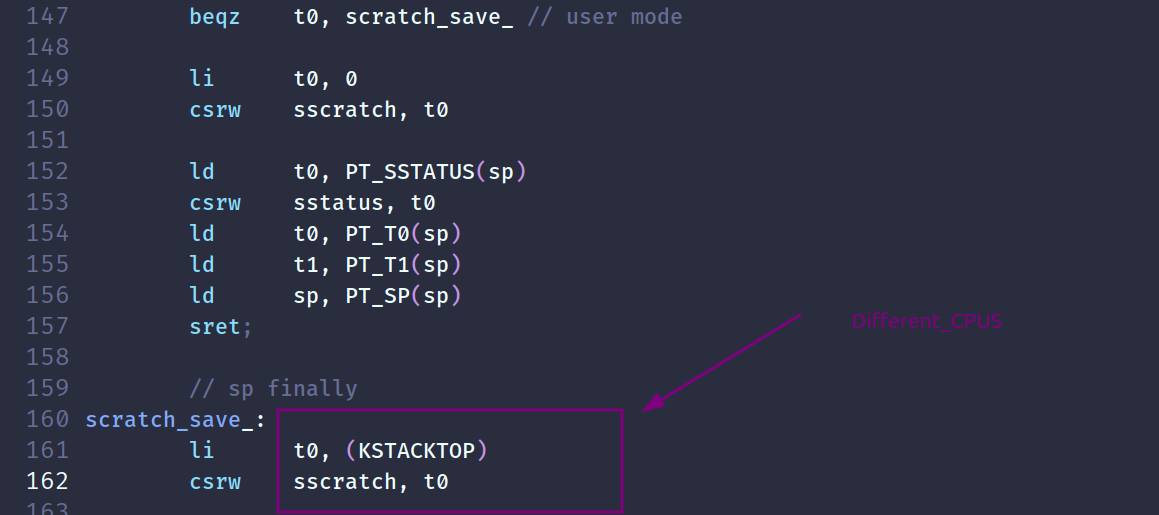 147 beqz t0, scratch_save_ // user mode
148
149 li t0, 0
150 csrw sscratch, t0
151
152 ld t0, PT_SSTATUS(sp)
153 csrw sstatus, t0
154 ld t0, PT_T0(sp)
155 ld t1, PT_T1(sp)
156 ld sp, PT_SP(sp)
Different_CPUS
157 sret;
158
159 // sp finally
160 scratch_save_:
161 li t0, (KSTACKTOP)
162 csrw sscratch, t0
163